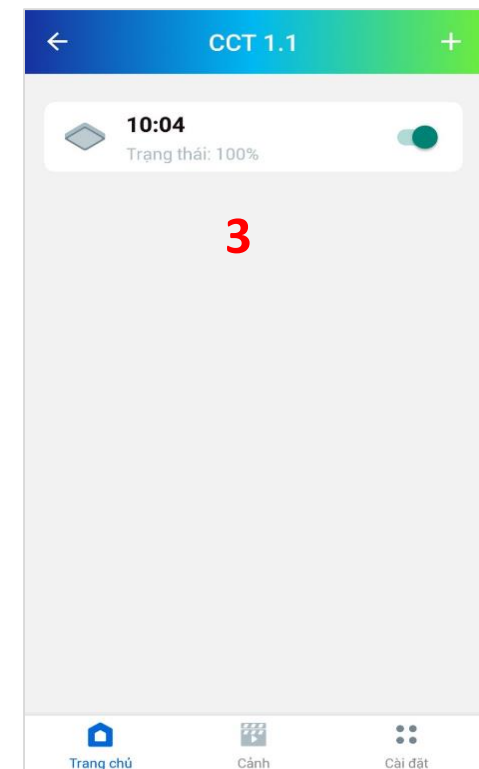 CCT 1.1
10:04
Trạng thái: 100%
3
Trang chủ
Cảnh
Cài đặt